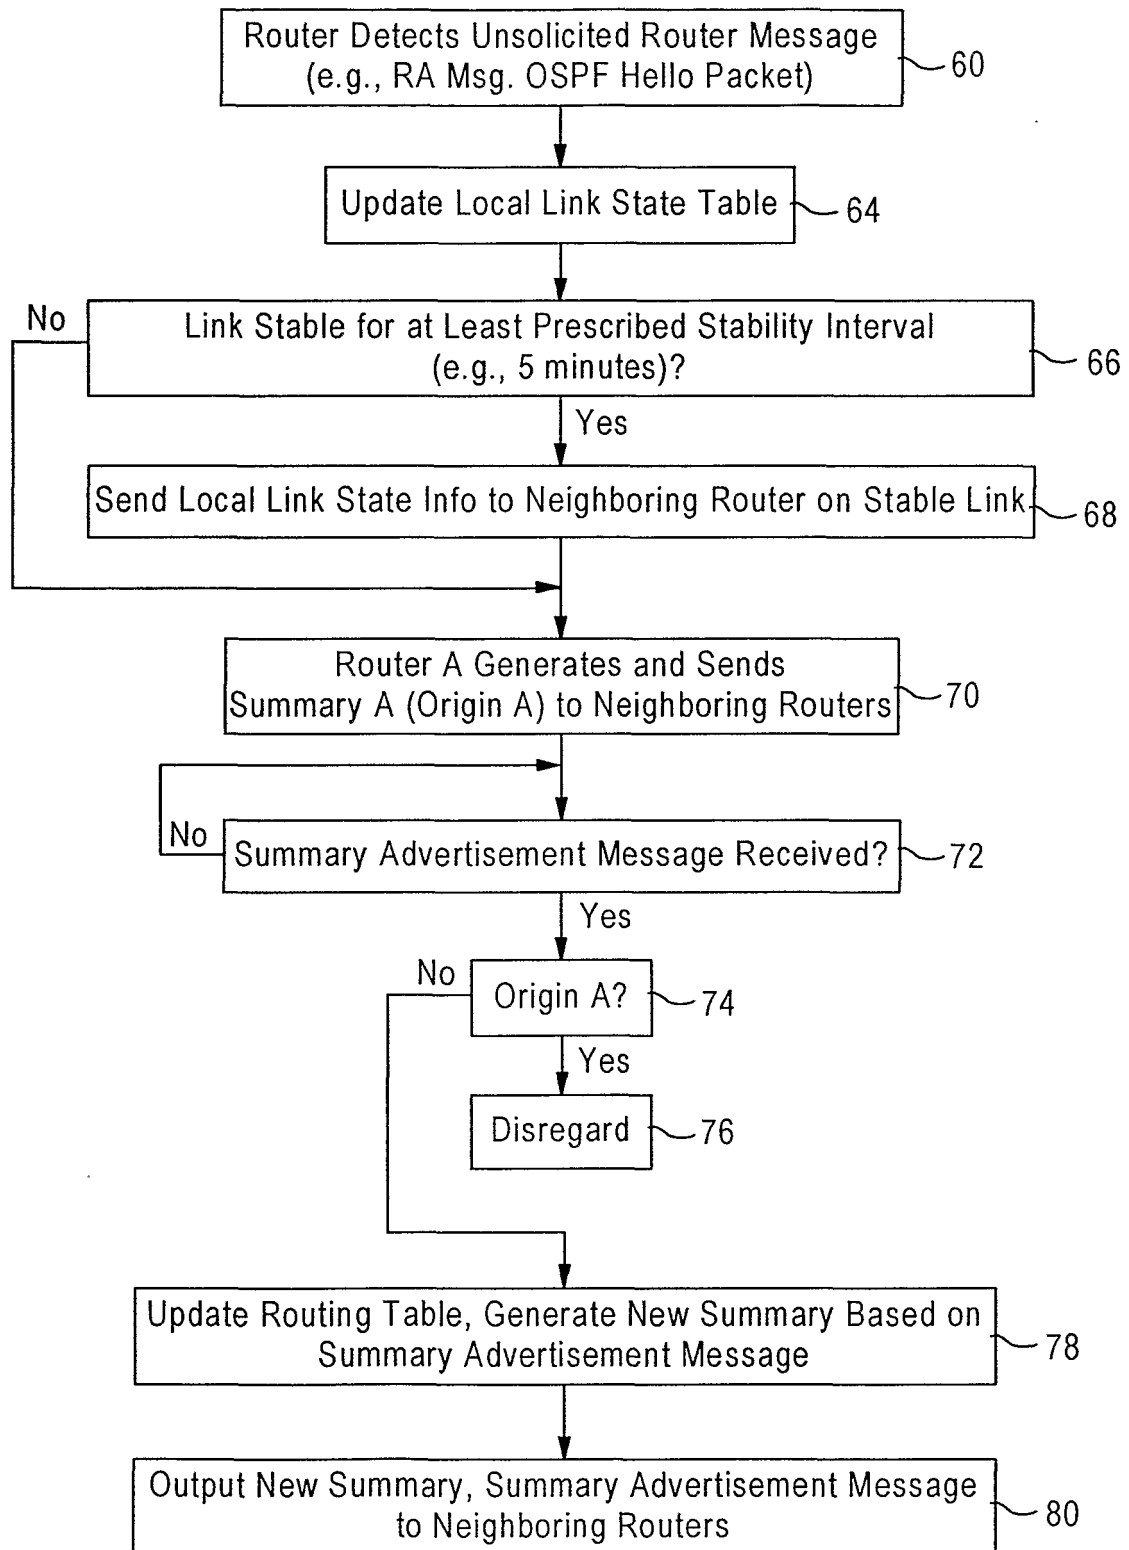 Router Detects Unsolicited Router Message
(e.g., RA Msg. OSPF Hello Packet)
60
Update Local Link State Table
64
No
Link Stable for at Least Prescribed Stability Interval
(e.g., 5 minutes)?
66
Yes
Send Local Link State Info to Neighboring Router on Stable Link
68
Router A Generates and Sends
Summary A (Origin A) to Neighboring Routers
70
No
Summary Advertisement Message Received?
72
Yes
No
Origin A?
74
Yes
Disregard
76
Update Routing Table, Generate New Summary Based on
Summary Advertisement Message
78
Output New Summary, Summary Advertisement Message
to Neighboring Routers
80